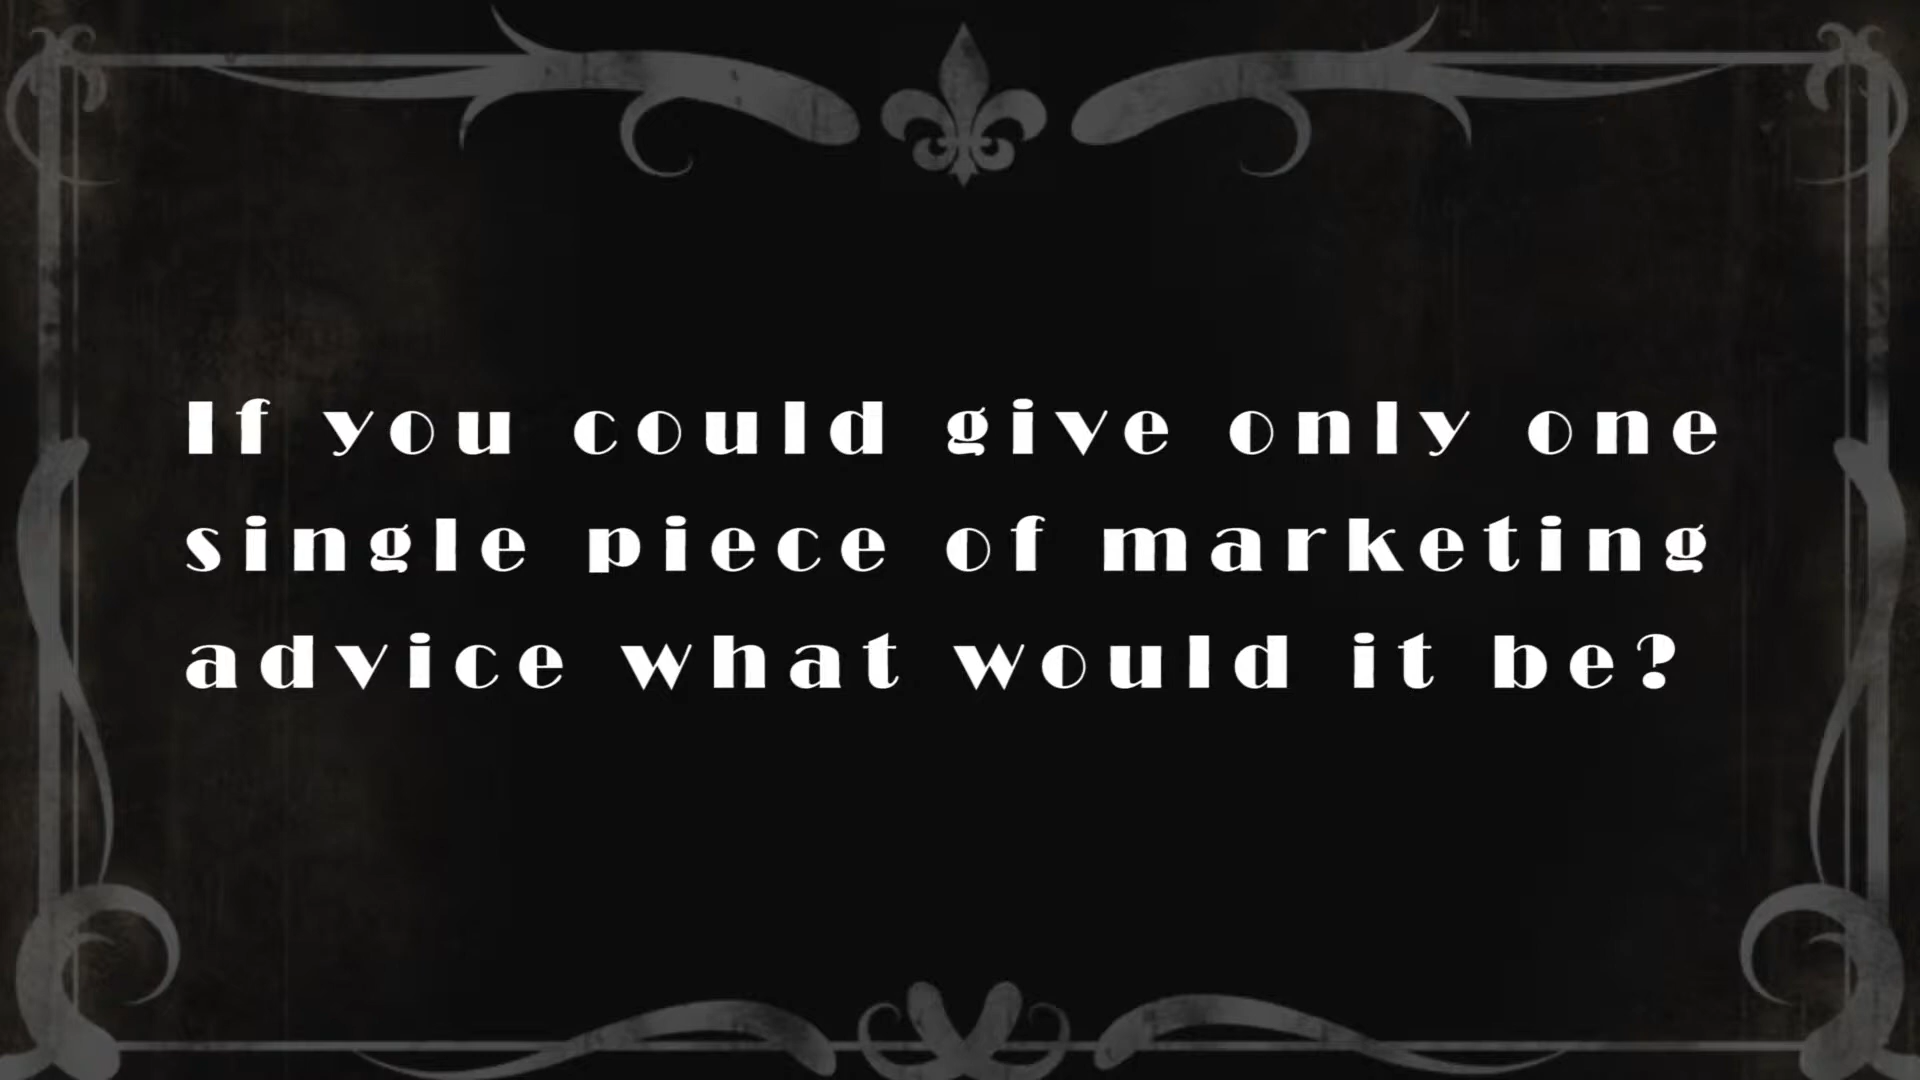 If you could give only one
single piece of marketing
advice what would it be?